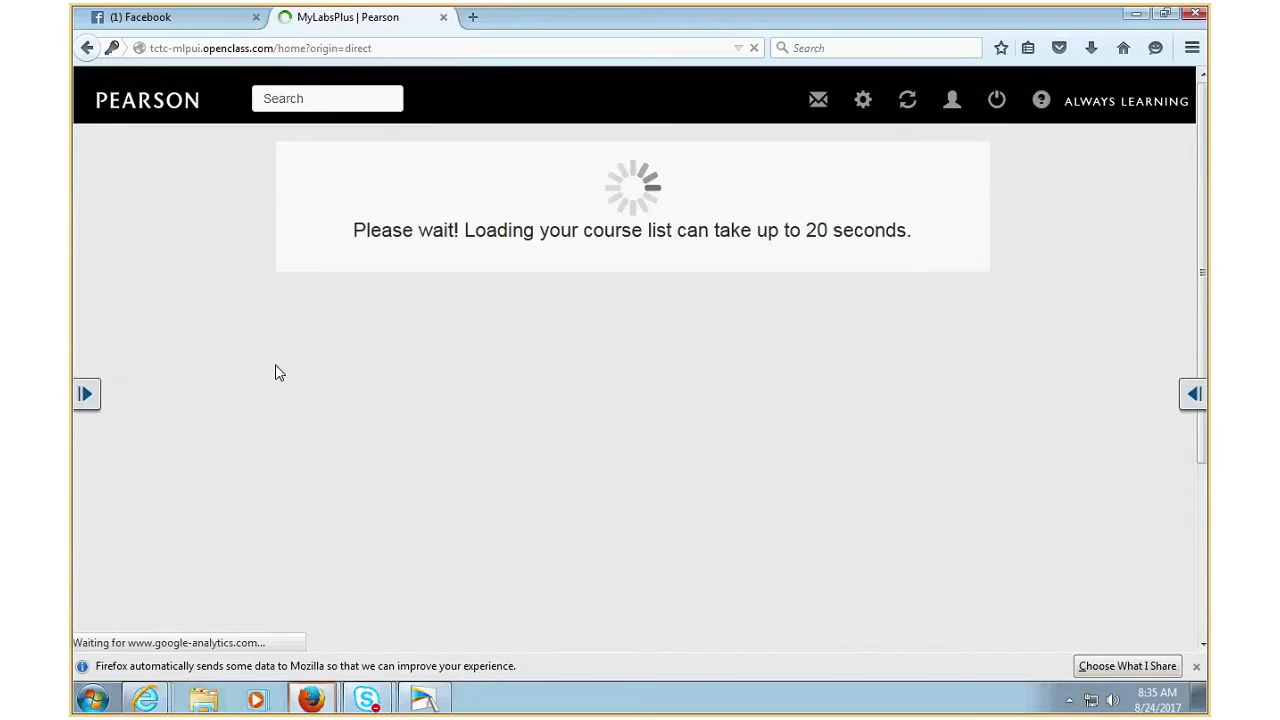 (1) Facebook
MyLabsPlus | Pearson
tctc-mlpui.openclass.com/home?origin=direct
Search
PEARSON
Search
ALWAYS LEARNING
Please wait! Loading your course list can take up to 20 seconds.
Waiting for www.google-analytics.com...
Firefox automatically sends some data to Mozilla so that we can improve your experience.
Choose What I Share
8:35 AM
8/24/2017